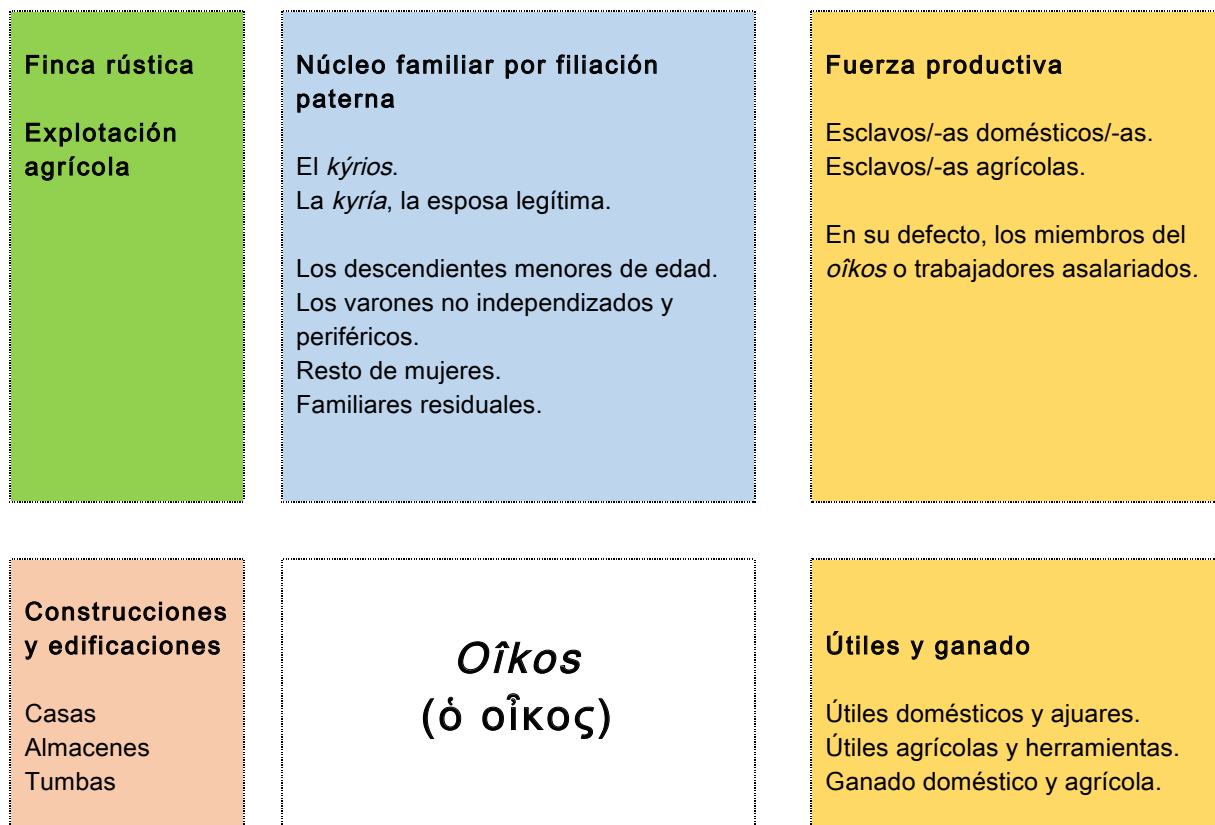 Finca rústica
Explotación
agrícola
Núcleo familiar por filiación
paterna
El kýrios.
La kyría, la esposa legítima.
Los descendientes menores de edad.
Los varones no independizados y
periféricos.
Resto de mujeres.
Familiares residuales.
Fuerza productiva
Esclavos/-as domésticos/-as.
Esclavos/-as agrícolas.
En su defecto, los miembros del
oîkos o trabajadores asalariados.
Construcciones
y edificaciones
Casas
Almacenes
Tumbas
Oîkos
(ὁ οἶκος)
Útiles y ganado
Útiles domésticos y ajuares.
Útiles agrícolas y herramientas.
Ganado doméstico y agrícola.